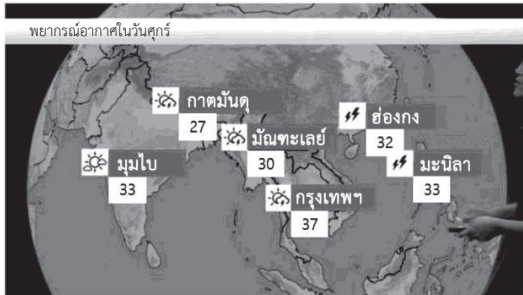 พยากรณ์อากาศในวันศุกร์
กาตมันดุ
27
ฮ่องกง
32
มัณฑะเลย์
30
มุมไบ
33
มะนิลา
33
กรุงเทพฯ
37